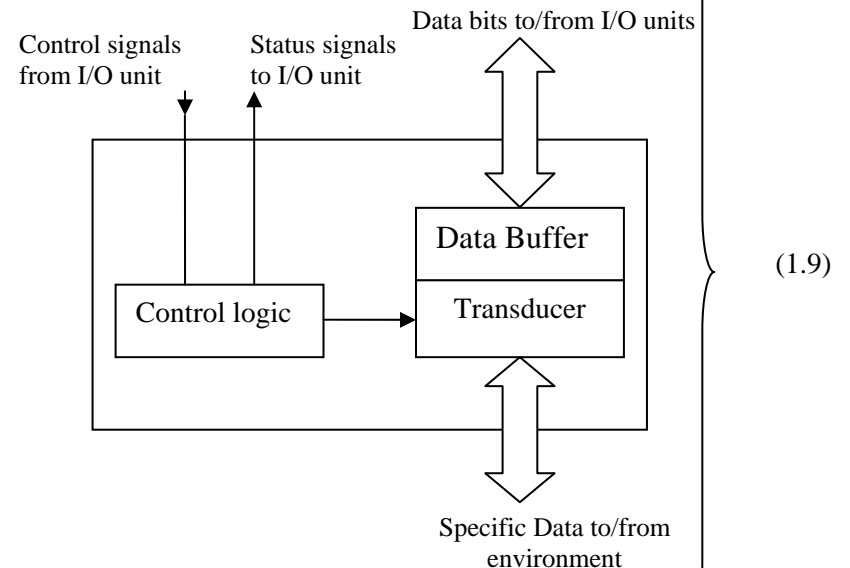 Data bits to/from I/O units
Control signals
from I/O unit
Status signals
to I/O unit
Data Buffer
Control logic
Transducer
(1.9)
Specific Data to/from
environment